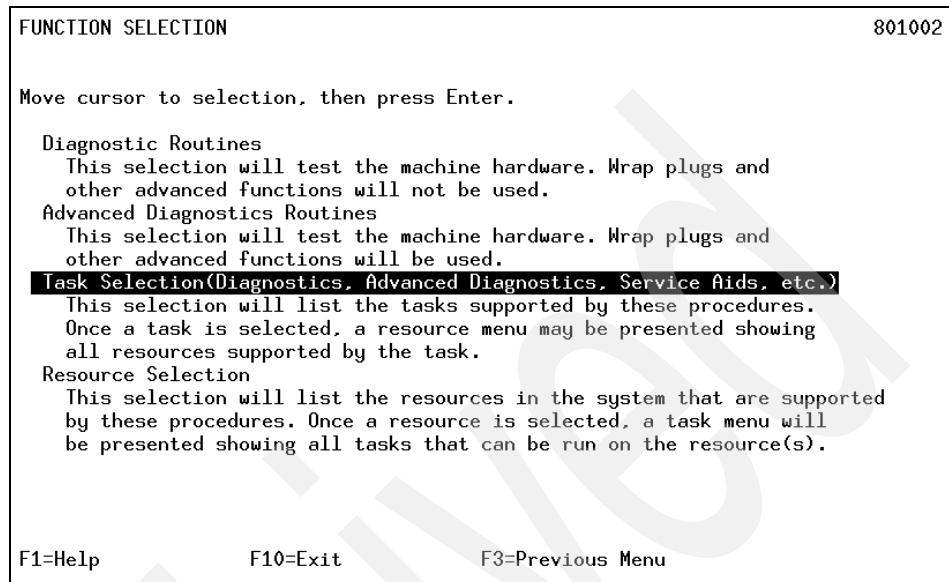 FUNCTION SELECTION 801002
Move cursor to selection, then press Enter.
Diagnostic Routines
This selection will test the machine hardware. Wrap plugs and
other advanced functions will not be used.
Advanced Diagnostics Routines
This selection will test the machine hardware. Wrap plugs and
other advanced functions will be used.
Task Selection(Diagnostics, Advanced Diagnostics, Service Aids, etc.)
This selection will list the tasks supported by these procedures.
Once a task is selected, a resource menu may be presented showing
all resources supported by the task.
Resource Selection
This selection will list the resources in the system that are supported
by these procedures. Once a resource is selected, a task menu will
be presented showing all tasks that can be run on the resource(s).
F1=Help F10=Exit F3=Previous Menu